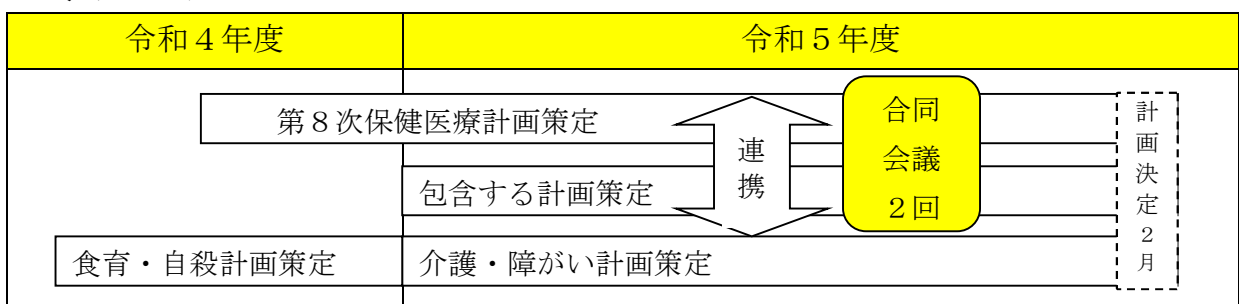 令和４年度
令和５年度
第８次保健医療計画策定
連携
合同
会議
２回
計画決定２月
包含する計画策定
食育・自殺計画策定
介護・障がい計画策定